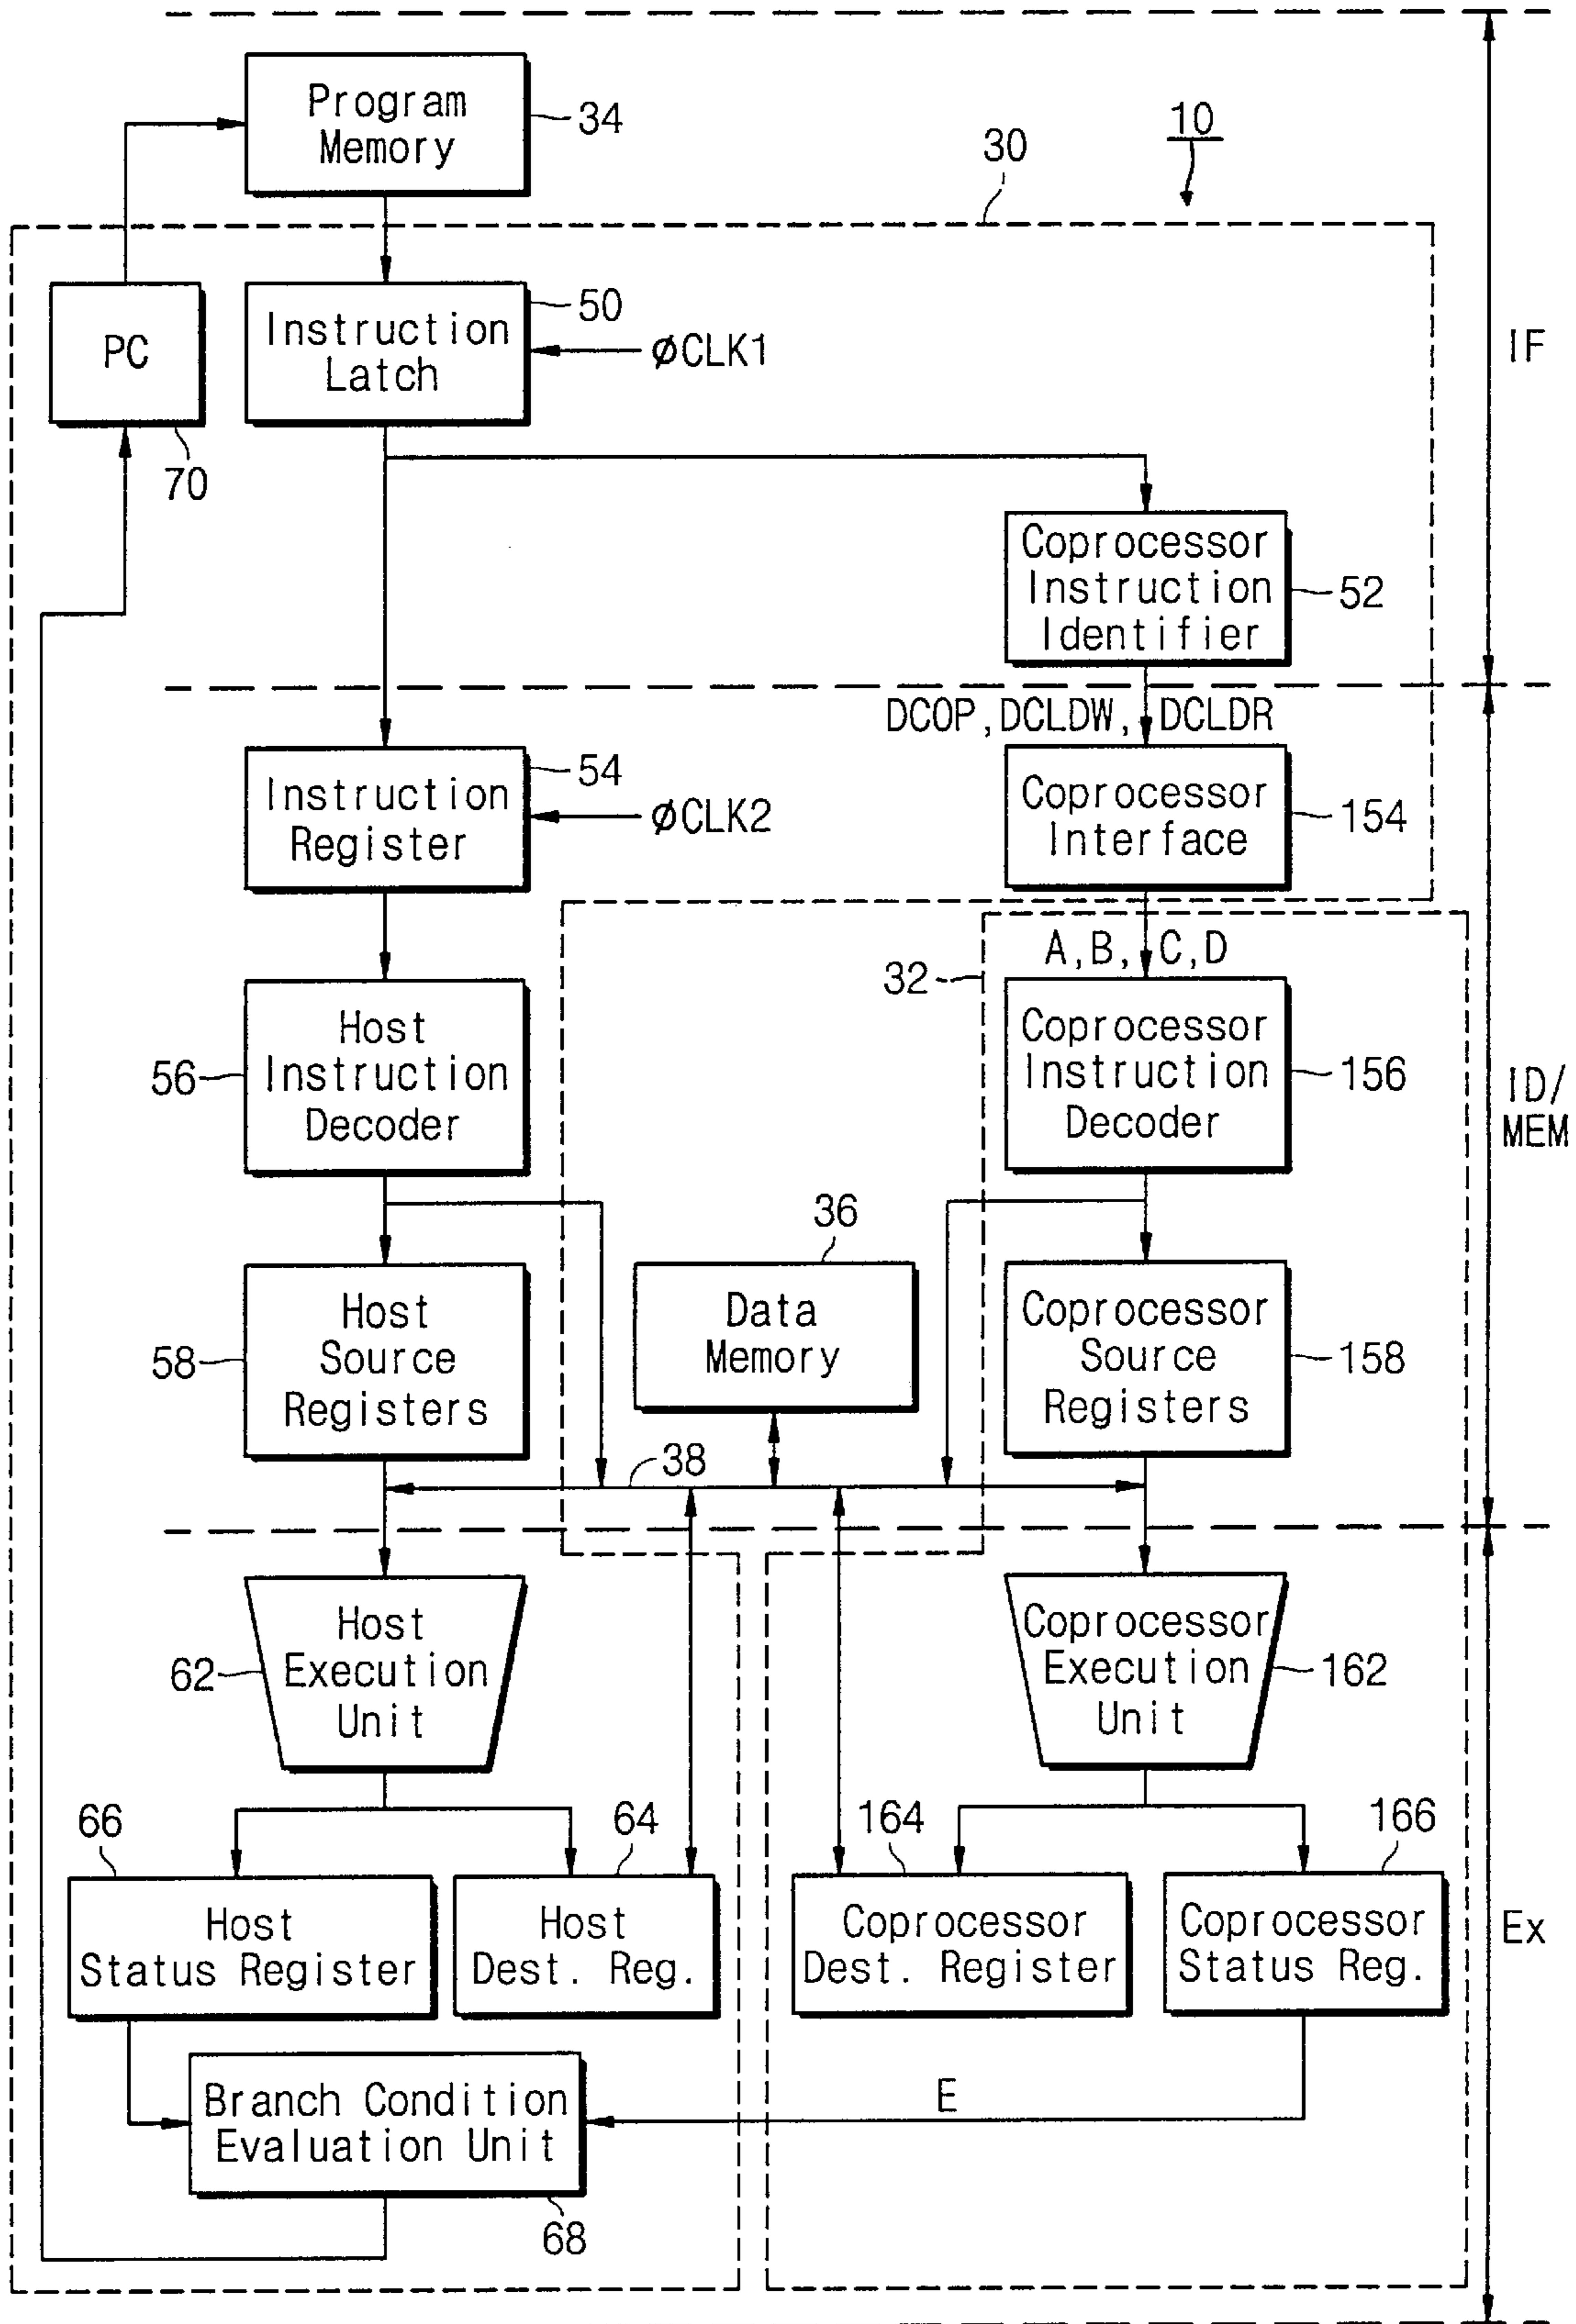 Program
Memory
34
10
30
PC
70
Instruction
Latch
50
øCLK1
IF
Coprocessor
Instruction
Identifier
52
DCOP, DCLDW, DCLDR
Instruction
Register
54
øCLK2
Coprocessor
Interface
154
A, B, C, D
32
Host
Instruction
Decoder
56
Coprocessor
Instruction
Decoder
156
ID/
MEM
36
Host
Source
Registers
58
Data
Memory
Coprocessor
Source
Registers
158
38
Host
Execution
Unit
62
Coprocessor
Execution
Unit
162
66
64
164
166
Host
Status Register
Host
Dest. Reg.
Coprocessor
Dest. Register
Coprocessor
Status Reg.
Ex
Branch Condition
Evaluation Unit
E
68